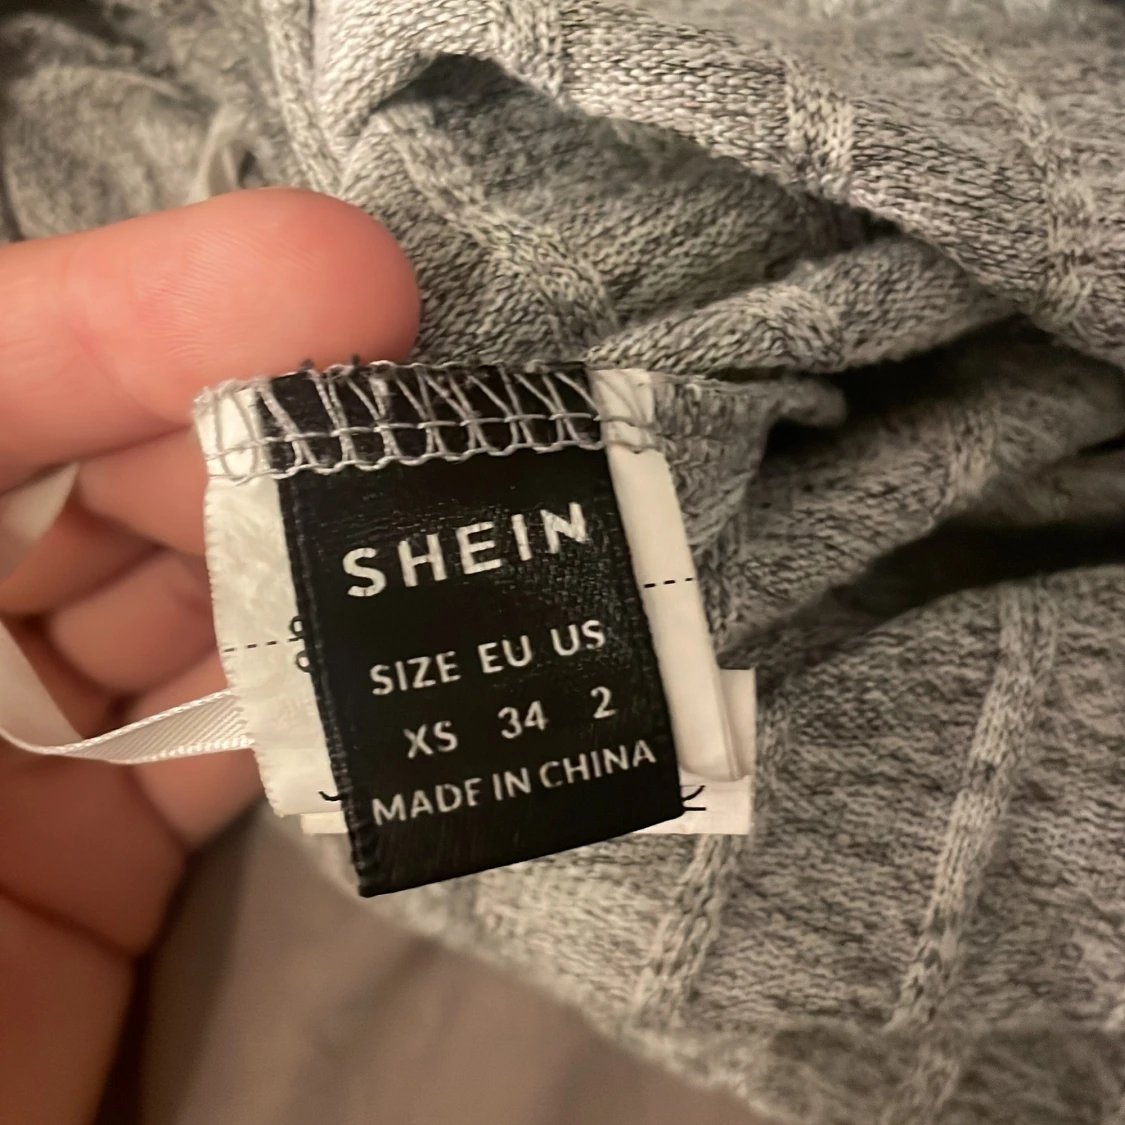 SHEIN
SIZE EU US
XS 34 2
MADE IN CHINA